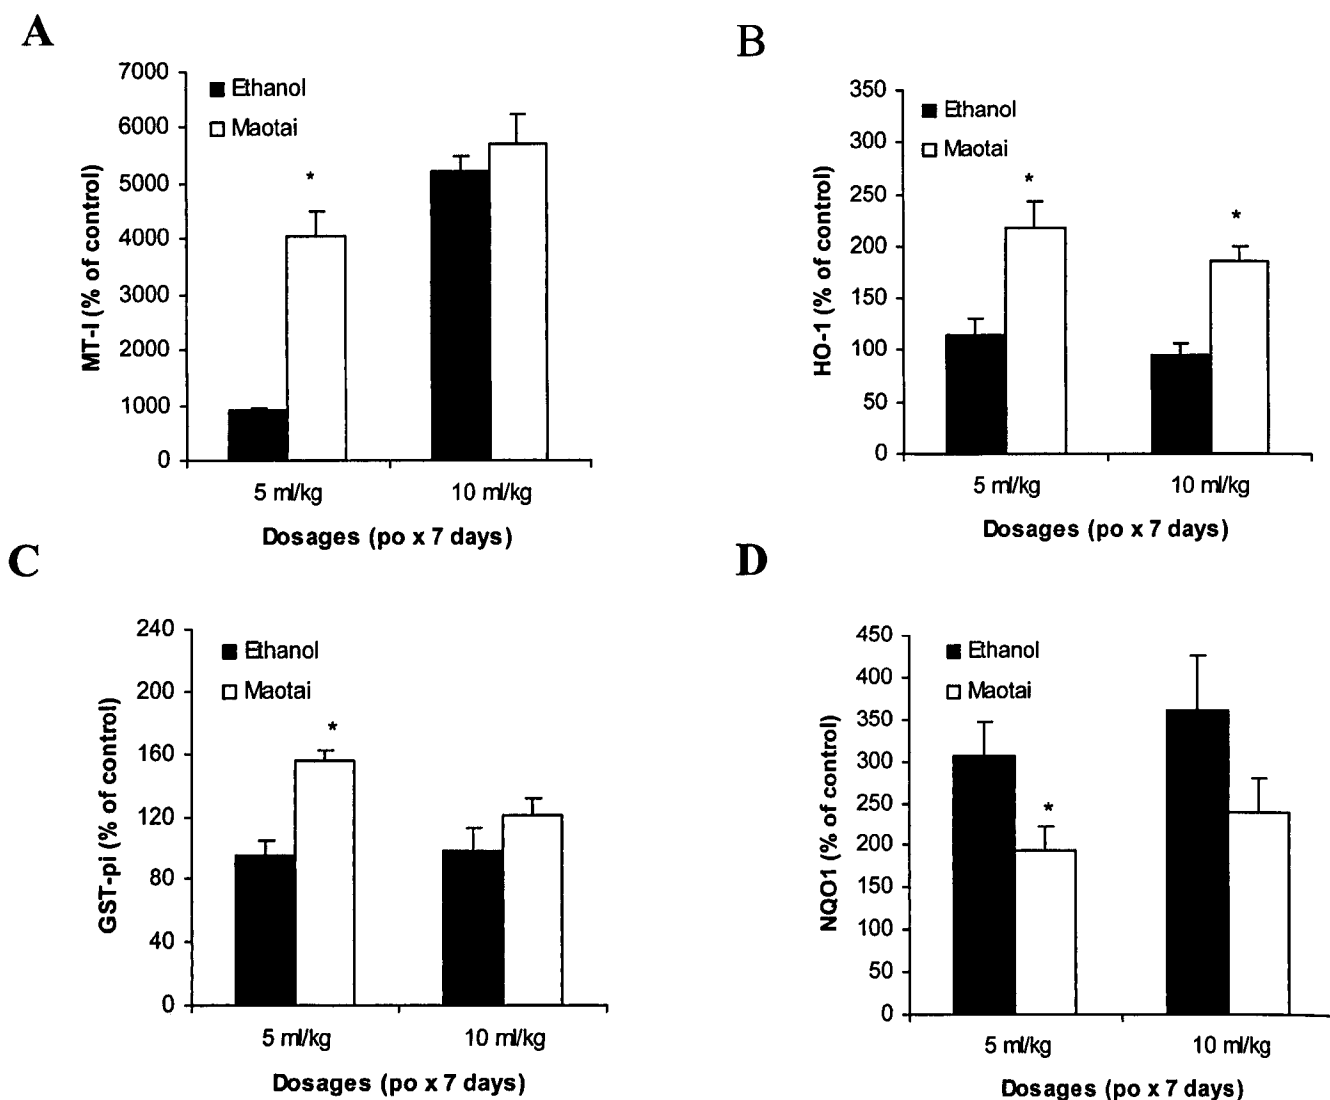 A
MT-I (% of control)
7000
6000
5000
4000
3000
2000
1000
0
Ethanol
Maotai
*
5 ml/kg 10 ml/kg
Dosages (po x 7 days)
B
HO-1 (% of control)
350
300
250
200
150
100
50
0
Ethanol
Maotai
*
*
5 ml/kg 10 ml/kg
Dosages (po x 7 days)
C
GST-pi (% of control)
240
200
160
120
80
40
0
Ethanol
Maotai
*
5 ml/kg 10 ml/kg
Dosages (po x 7 days)
D
NQO1 (% of control)
450
400
350
300
250
200
150
100
50
0
Ethanol
Maotai
*
5 ml/kg 10 ml/kg
Dosages (po x 7 days)